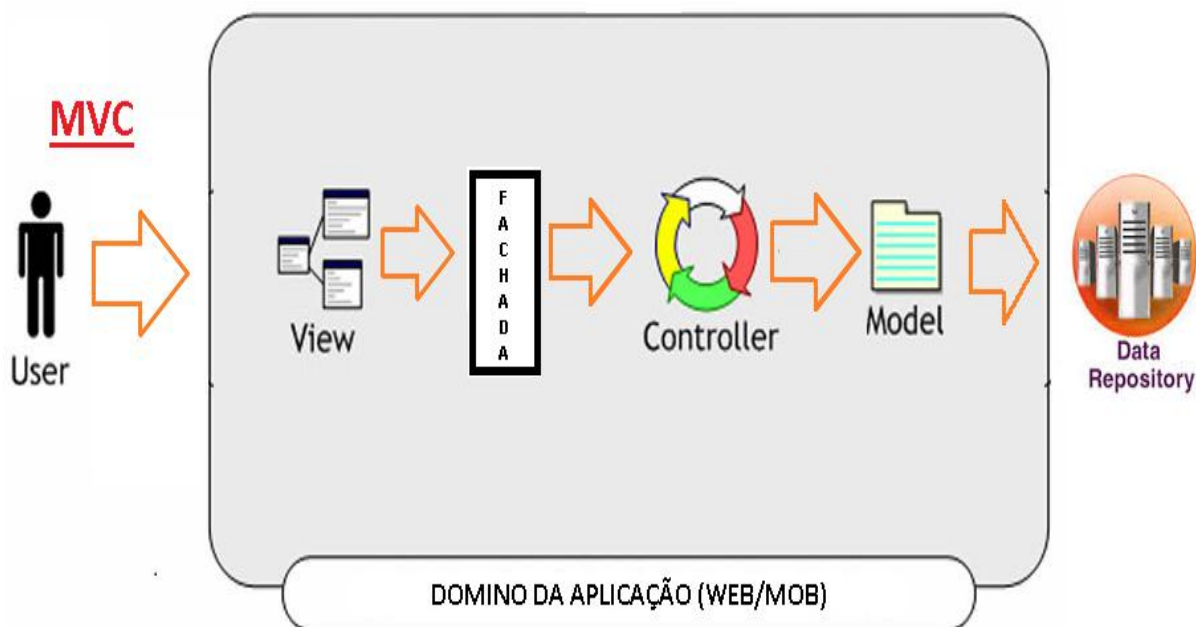 MVC
User
View
F
A
C
H
A
D
A
Controller
Model
Data
Repository
DOMINO DA APLICAÇÃO (WEB/MOB)